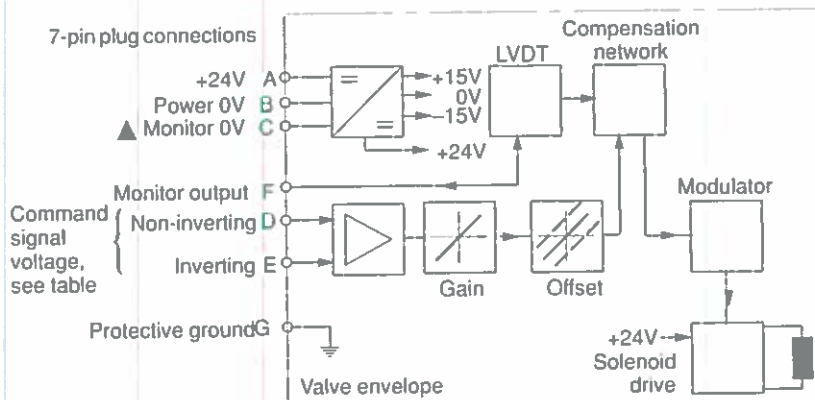 7-pin plug connections
+24V A
Power 0V B
▲ Monitor 0V C
+15V
0V
–15V
+24V
LVDT
Compensation
network
Monitor output F
Command
signal
voltage,
see table
Non-inverting D
Inverting E
Gain
Offset
Modulator
Protective ground G
+24V
Solenoid
drive
Valve envelope